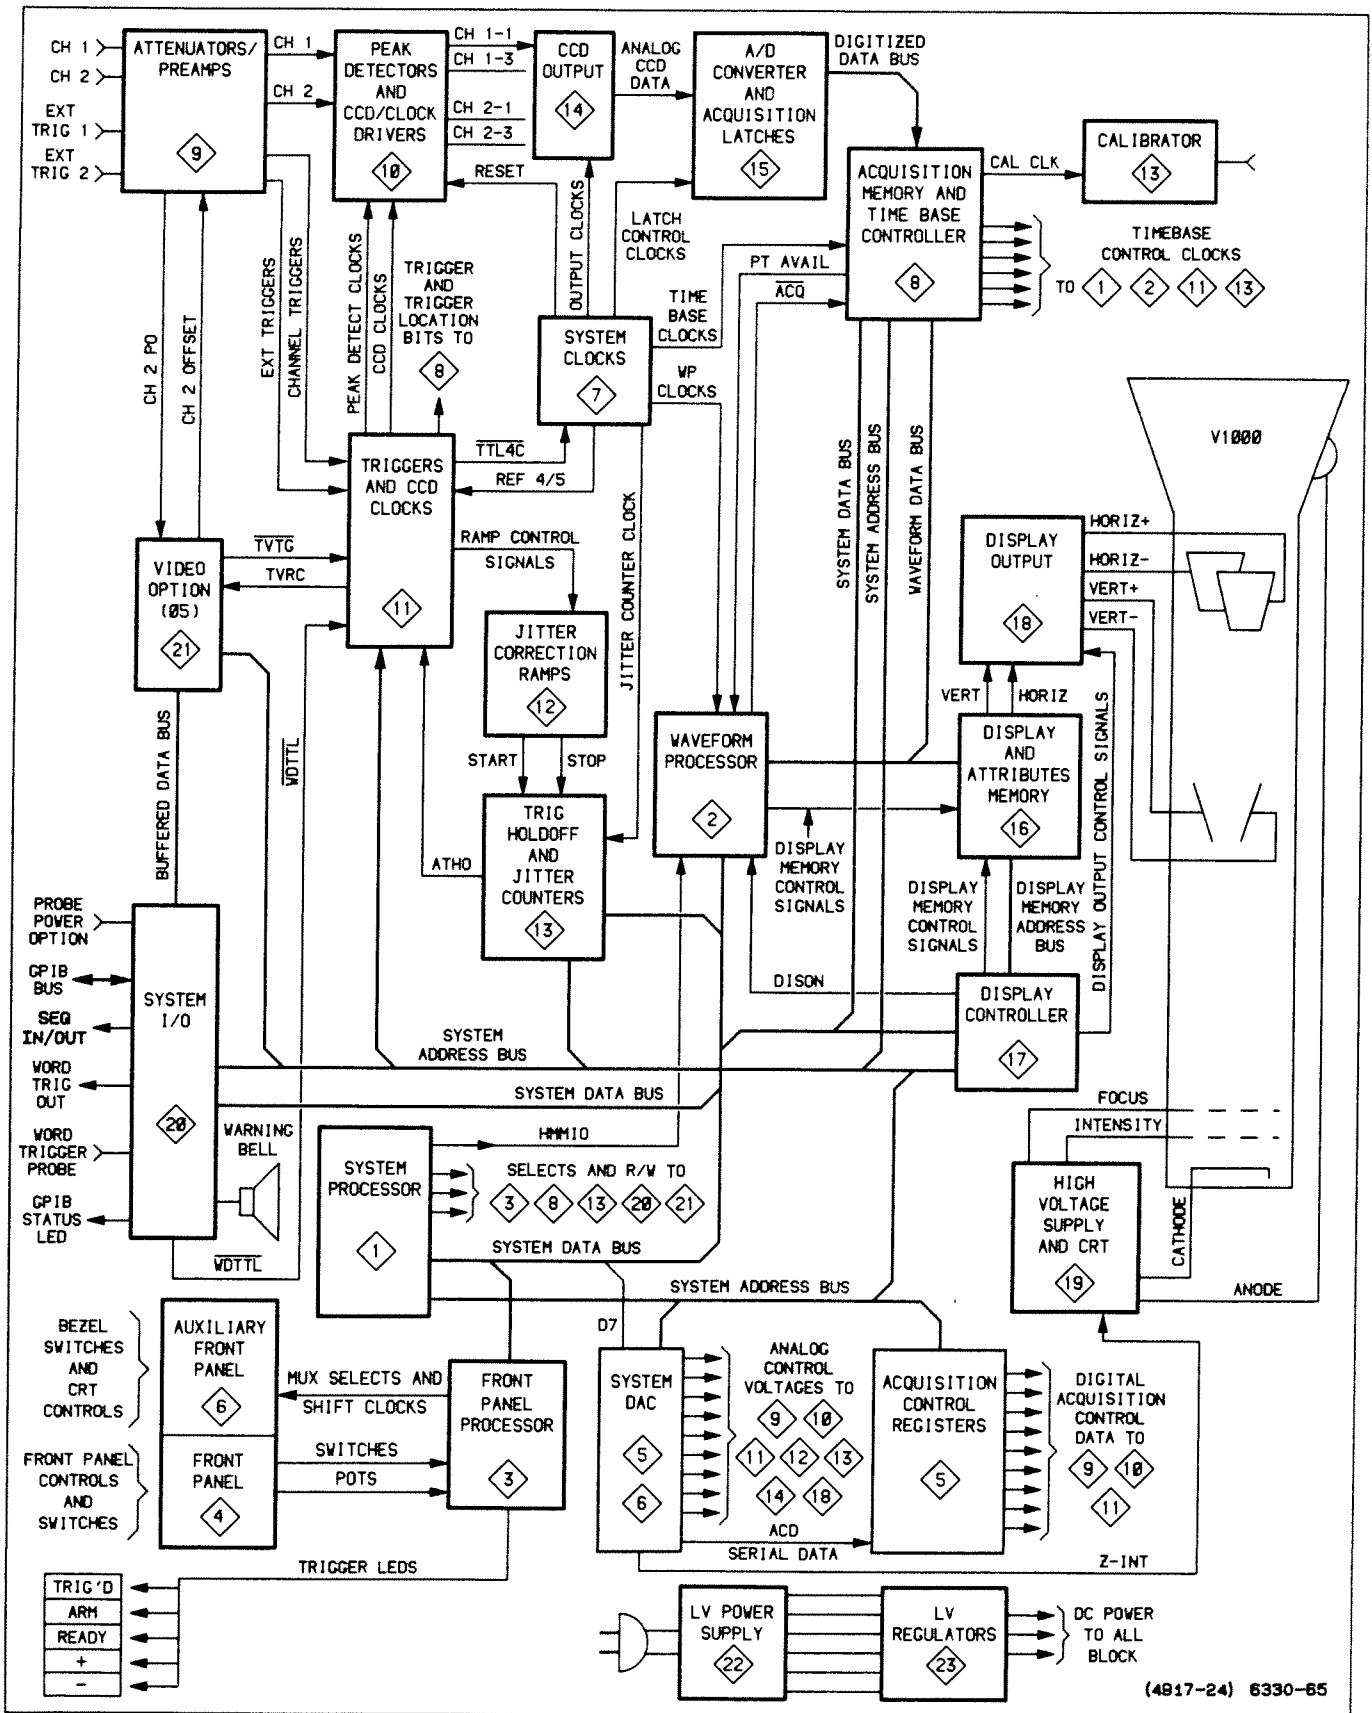 CH 1
CH 2
EXT
TRIG 1
EXT
TRIG 2
ATTENUATORS/
PREAMPS
9
CH 1
CH 2
PEAK
DETECTORS
AND
CCD/CLOCK
DRIVERS
10
CH 1-1
CH 1-3
CH 2-1
CH 2-3
RESET
CCD
OUTPUT
14
ANALOG
CCD
DATA
A/D
CONVERTER
AND
ACQUISITION
LATCHES
15
DIGITIZED
DATA BUS
ACQUISITION
MEMORY AND
TIME BASE
CONTROLLER
8
CAL CLK
CALIBRATOR
13
TIMEBASE
CONTROL CLOCKS
TO 1 2 11 13
CH 2 PO
CH 2 OFFSET
EXT TRIGGERS
CHANNEL TRIGGERS
PEAK DETECT CLOCKS
CCD CLOCKS
TRIGGER
AND
TRIGGER
LOCATION
BITS TO
8
OUTPUT CLOCKS
LATCH
CONTROL
CLOCKS
PT AVAIL
ACQ
TIME
BASE
CLOCKS
WP
CLOCKS
SYSTEM
CLOCKS
7
TTL4C
REF 4/5
TRIGGERS
AND CCD
CLOCKS
11
RAMP CONTROL
SIGNALS
JITTER COUNTER CLOCK
SYSTEM DATA BUS
SYSTEM ADDRESS BUS
WAVEFORM DATA BUS
V1000
VIDEO
OPTION
(05)
21
TVTG
TVRC
JITTER
CORRECTION
RAMPS
12
START
STOP
DISPLAY
OUTPUT
18
HORIZ+
HORIZ-
VERT+
VERT-
VERT
HORIZ
BUFFERED DATA BUS
WDTTL
ATHO
TRIG
HOLDOFF
AND
JITTER
COUNTERS
13
WAVEFORM
PROCESSOR
2
DISPLAY
MEMORY
CONTROL
SIGNALS
DISPLAY
AND
ATTRIBUTES
MEMORY
16
DISPLAY
MEMORY
CONTROL
SIGNALS
DISPLAY
MEMORY
ADDRESS
BUS
DISPLAY OUTPUT CONTROL SIGNALS
PROBE
POWER
OPTION
GPIB
BUS
SEQ
IN/OUT
WORD
TRIG
OUT
WORD
TRIGGER
PROBE
GPIB
STATUS
LED
SYSTEM
I/O
20
WARNING
BELL
WDTTL
SYSTEM
ADDRESS BUS
SYSTEM DATA BUS
DISON
DISPLAY
CONTROLLER
17
FOCUS
INTENSITY
HIGH
VOLTAGE
SUPPLY
AND CRT
19
CATHODE
ANODE
SYSTEM
PROCESSOR
1
HMMIO
SELECTS AND R/W TO
3 8 13 20 21
SYSTEM DATA BUS
SYSTEM ADDRESS BUS
D7
BEZEL
SWITCHES
AND
CRT
CONTROLS
AUXILIARY
FRONT
PANEL
6
MUX SELECTS AND
SHIFT CLOCKS
FRONT PANEL
CONTROLS
AND
SWITCHES
FRONT
PANEL
4
SWITCHES
POTS
FRONT
PANEL
PROCESSOR
3
SYSTEM
DAC
5
6
ANALOG
CONTROL
VOLTAGES TO
9 10
11 12 13
14 18
ACQUISITION
CONTROL
REGISTERS
5
DIGITAL
ACQUISITION
CONTROL
DATA TO
9 10
11
ACD
SERIAL DATA
Z-INT
TRIGGER LEDS
TRIG'D
ARM
READY
+
-
LV POWER
SUPPLY
22
LV
REGULATORS
23
DC POWER
TO ALL
BLOCK
(4917-24) 6330-65